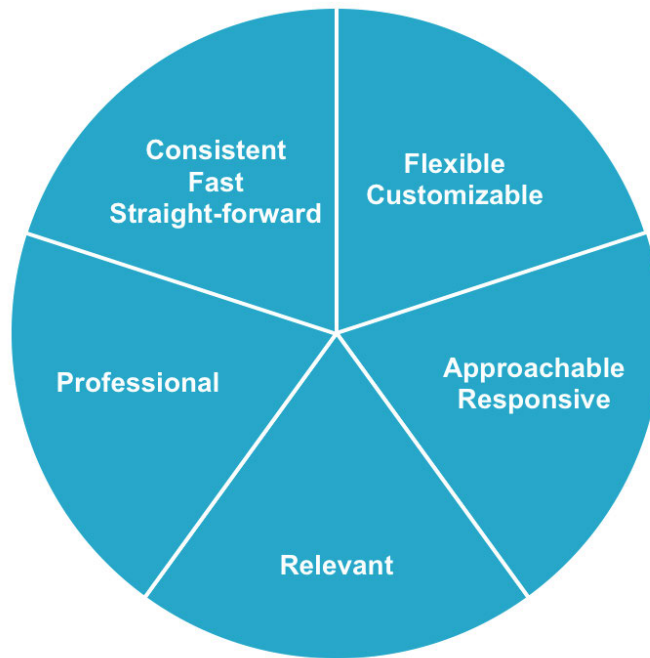 Consistent
Fast
Straight-forward
Flexible
Customizable
Professional
Approachable
Responsive
Relevant